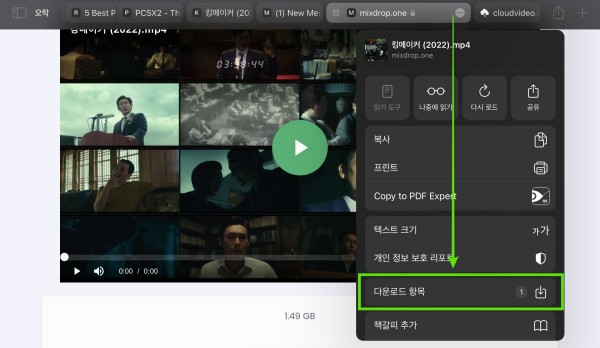 오락
R 5 Best P
P PCSX2 - Th
K 킹메이커 (20
M (1) New Me
M mixdrop.one
cloudvideo.
킹메이커 (2022).mp4
03:59:44
킹메이커 (2022).mp4
mixdrop.one
읽기 도구
나중에 읽기
다시 로드
공유
복사
프린트
Copy to PDF Expert
텍스트 크기
가가
개인 정보 보호 리포트
다운로드 항목
1
책갈피 추가
0:00 / 0:00
1.49 GB